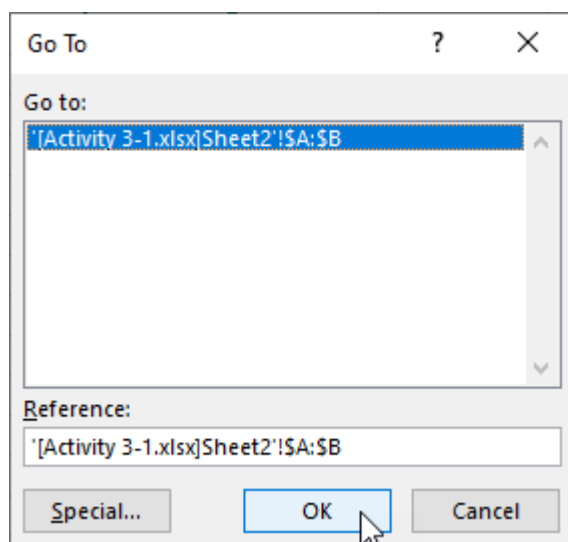 Go To
?
Go to:
'[Activity 3-1.xlsx]Sheet2'!$A:$B
Reference:
'[Activity 3-1.xlsx]Sheet2'!$A:$B
Special... OK Cancel